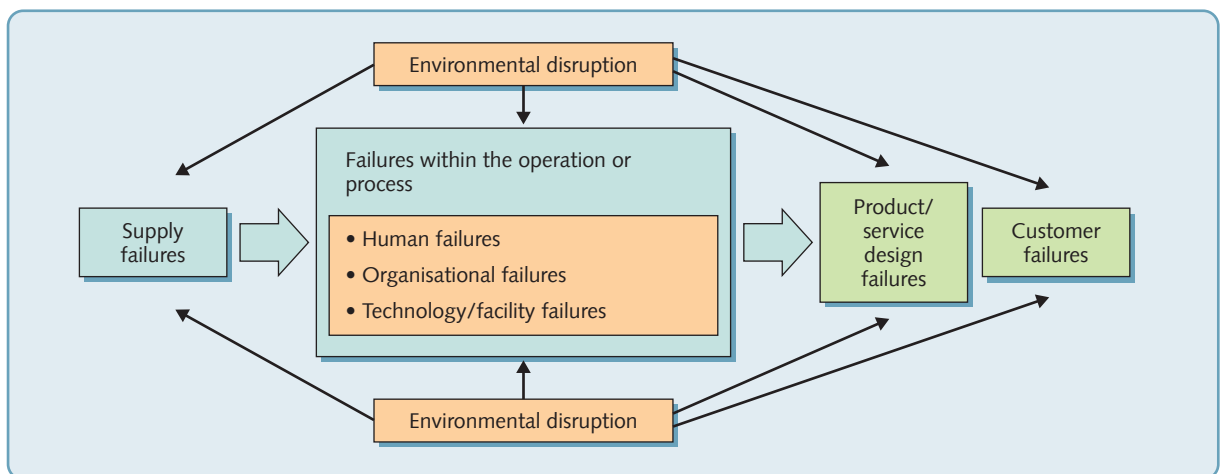 Environmental disruption
Failures within the operation or
process
• Human failures
• Organisational failures
• Technology/facility failures
Supply
failures
Product/
service
design
failures
Customer
failures
Environmental disruption